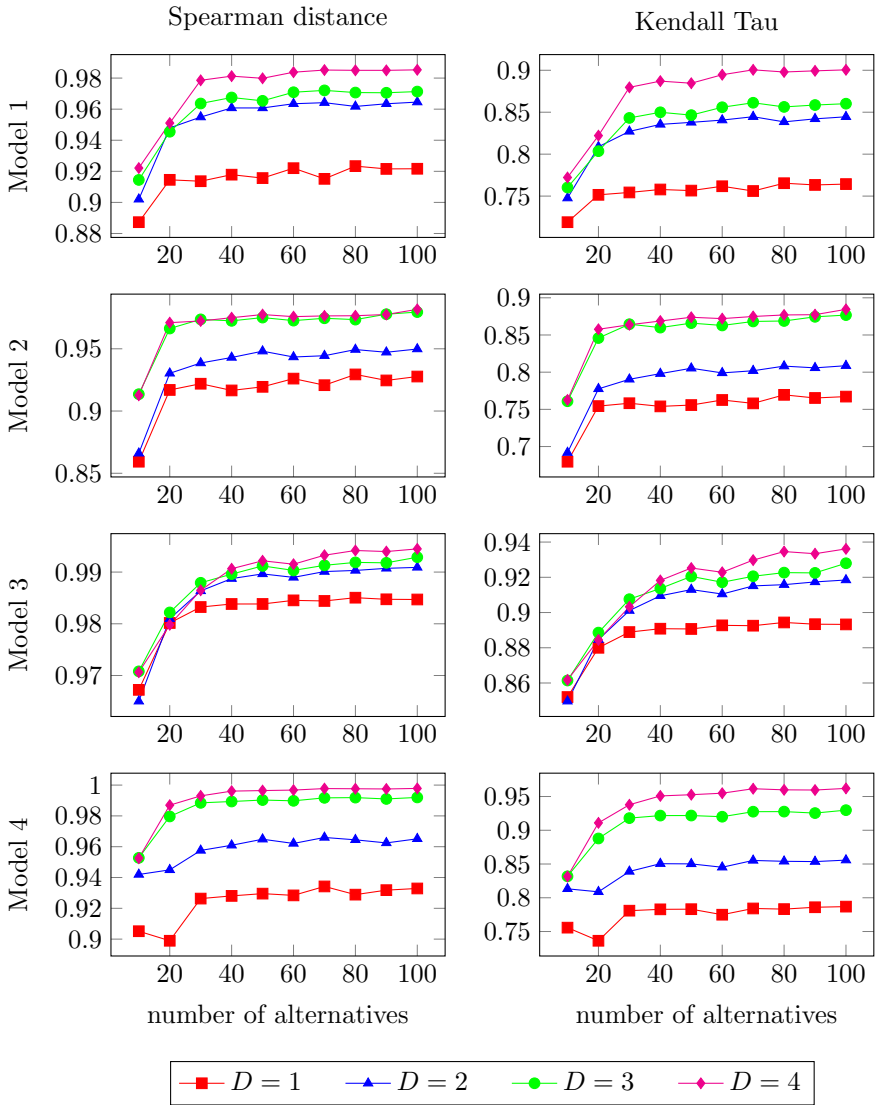 Spearman distance
Kendall Tau
Model 1
0.98
0.96
0.94
0.92
0.9
0.88
20 40 60 80 100
0.9
0.85
0.8
0.75
20 40 60 80 100
Model 2
0.95
0.9
0.85
20 40 60 80 100
0.9
0.85
0.8
0.75
0.7
20 40 60 80 100
Model 3
0.99
0.98
0.97
20 40 60 80 100
0.94
0.92
0.9
0.88
0.86
20 40 60 80 100
Model 4
1
0.98
0.96
0.94
0.92
0.9
20 40 60 80 100
number of alternatives
0.95
0.9
0.85
0.8
0.75
20 40 60 80 100
number of alternatives
D = 1 D = 2 D = 3 D = 4